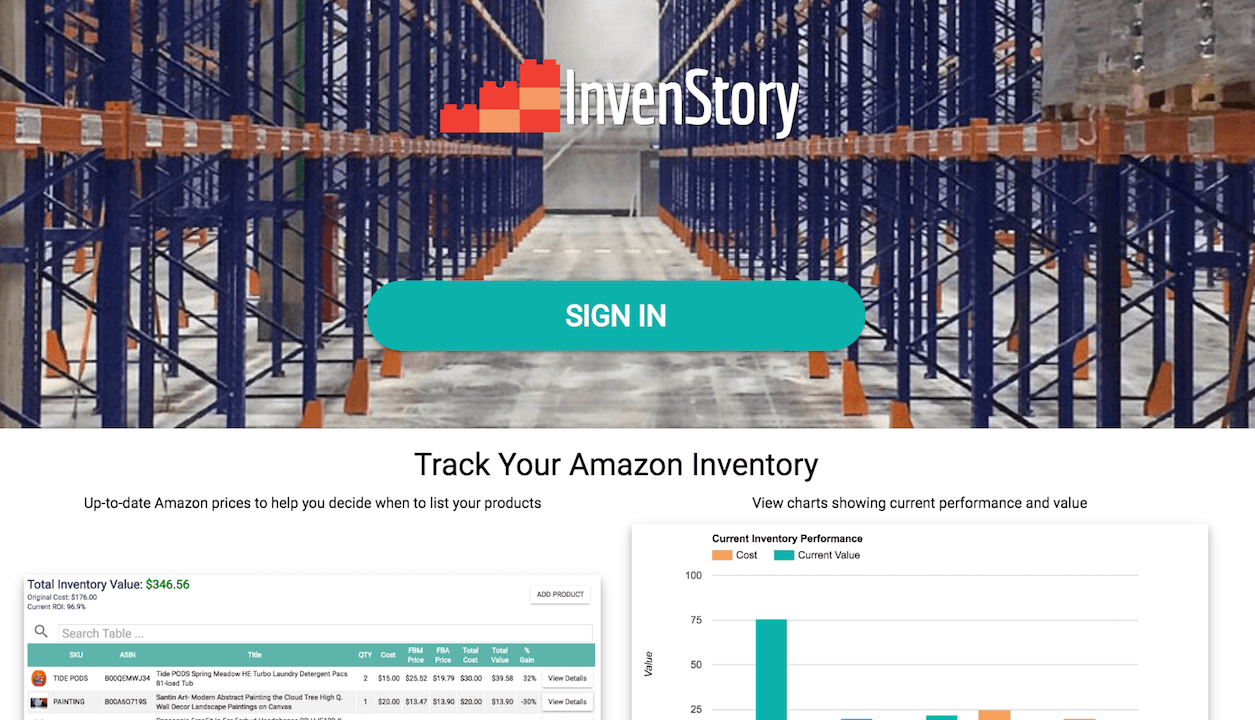 InvenStory
SIGN IN
Track Your Amazon Inventory
Up-to-date Amazon prices to help you decide when to list your products
View charts showing current performance and value
Total Inventory Value: $346.56
Original Cost: $176.00
Current ROI: 96.9%
ADD PRODUCT
Search Table ...
SKU ASIN Title QTY Cost FBM Price FBA Price Total Cost Total Value % Gain
TIDE PODS B00QEMWJ34 Tide PODS Spring Meadow HE Turbo Laundry Detergent Pacs 2 $15.00 $25.52 $19.79 $30.00 $39.58 32% View Details
81-load Tub
PAINTING B00A6O719S Santin Art- Modern Abstract Painting the Cloud Tree High Q. 1 $20.00 $13.47 $13.90 $20.00 $13.90 -30% View Details
Wall Decor Landscape Paintings on Canvas
Current Inventory Performance
Cost Current Value
100
75
Value
50
25